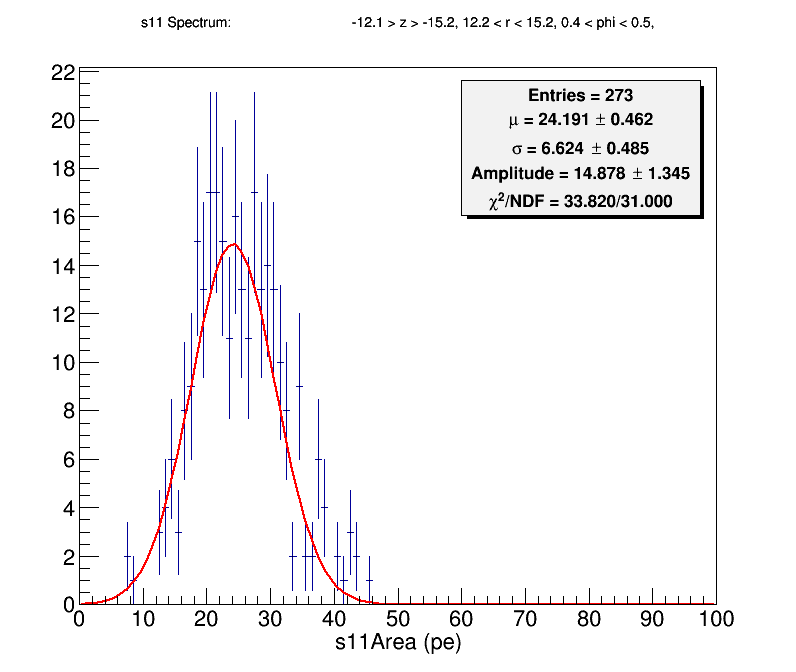 s11 Spectrum: -12.1 > z > -15.2, 12.2 < r < 15.2, 0.4 < phi < 0.5,
Entries = 273
μ = 24.191 ± 0.462
σ = 6.624 ± 0.485
Amplitude = 14.878 ± 1.345
χ²/NDF = 33.820/31.000
22
20
18
16
14
12
10
8
6
4
2
0
0 10 20 30 40 50 60 70 80 90 100
s11Area (pe)